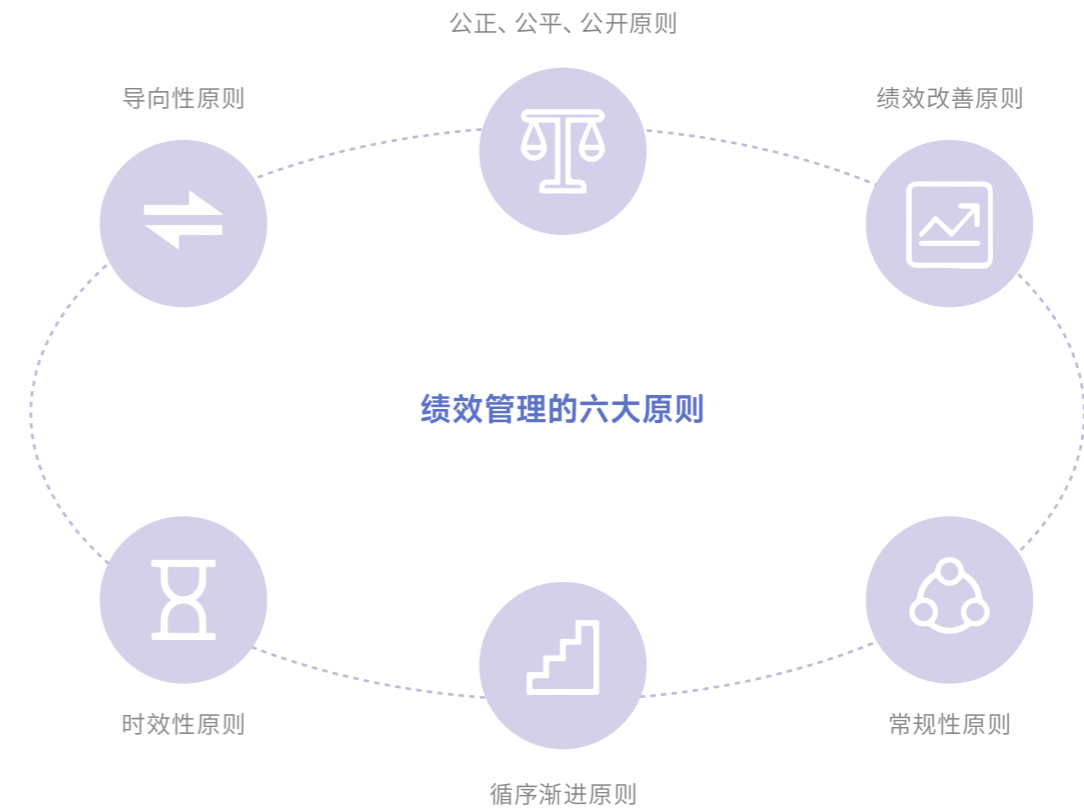 公正、公平、公开原则
导向性原则
绩效改善原则
绩效管理的六大原则
时效性原则
常规性原则
循序渐进原则